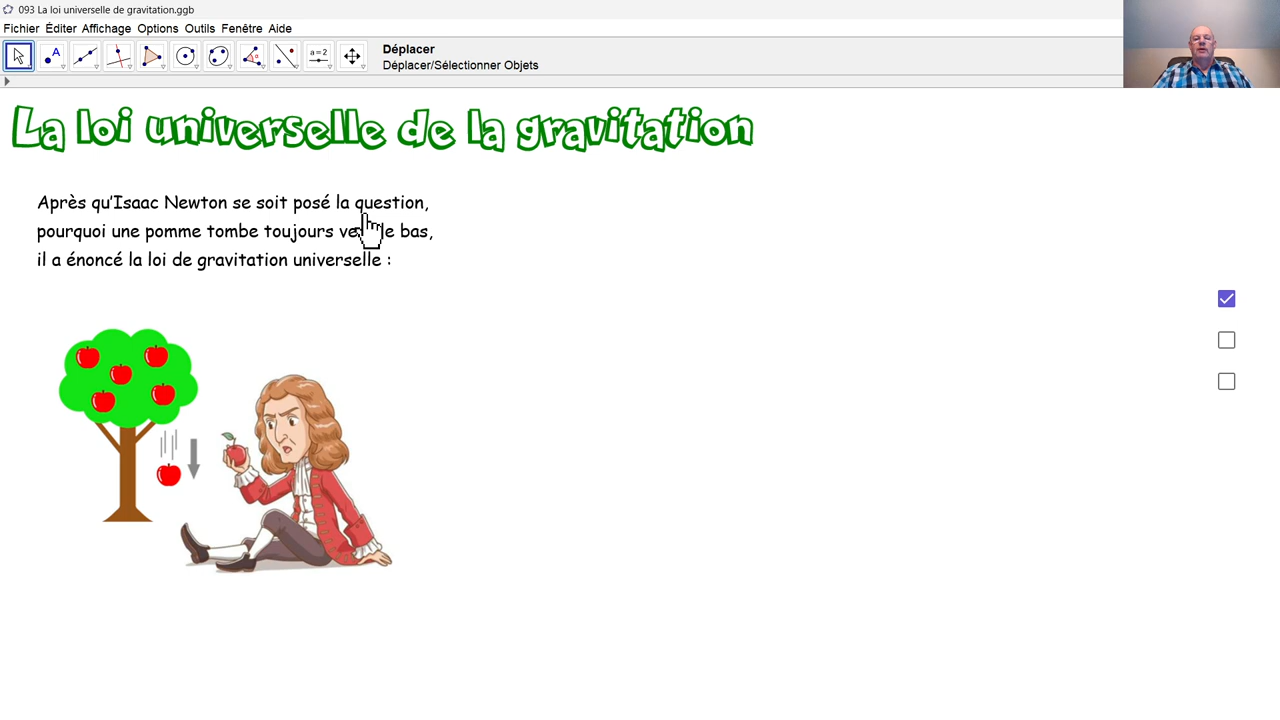 093 La loi universelle de gravitation.ggb
Fichier Éditer Affichage Options Outils Fenêtre Aide
A
a=2
Déplacer
Déplacer/Sélectionner Objets
La loi universelle de la gravitation
Après qu'Isaac Newton se soit posé la question,
pourquoi une pomme tombe toujours le bas,
il a énoncé la loi de gravitation universelle :